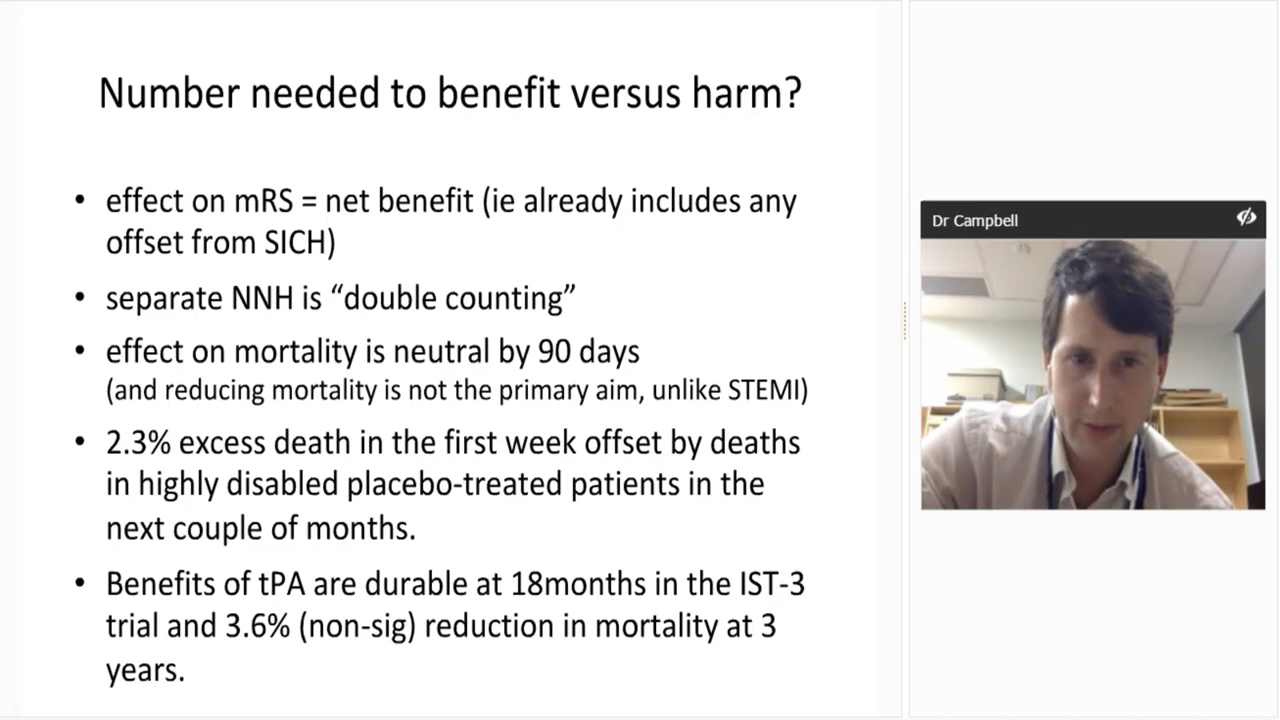 Number needed to benefit versus harm?
• effect on mRS = net benefit (ie already includes any
offset from SICH)
• separate NNH is “double counting”
• effect on mortality is neutral by 90 days
(and reducing mortality is not the primary aim, unlike STEMI)
• 2.3% excess death in the first week offset by deaths
in highly disabled placebo-treated patients in the
next couple of months.
• Benefits of tPA are durable at 18months in the IST-3
trial and 3.6% (non-sig) reduction in mortality at 3
years.
Dr Campbell